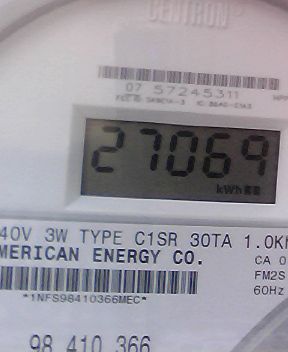 CENTRON®
07 57245311
27069
kWh
40V 3W TYPE C1SR 30TA 1.0K
MERICAN ENERGY CO.
CA 0
FM2S
60Hz
*1NFS98410366MEC*
98 410 366